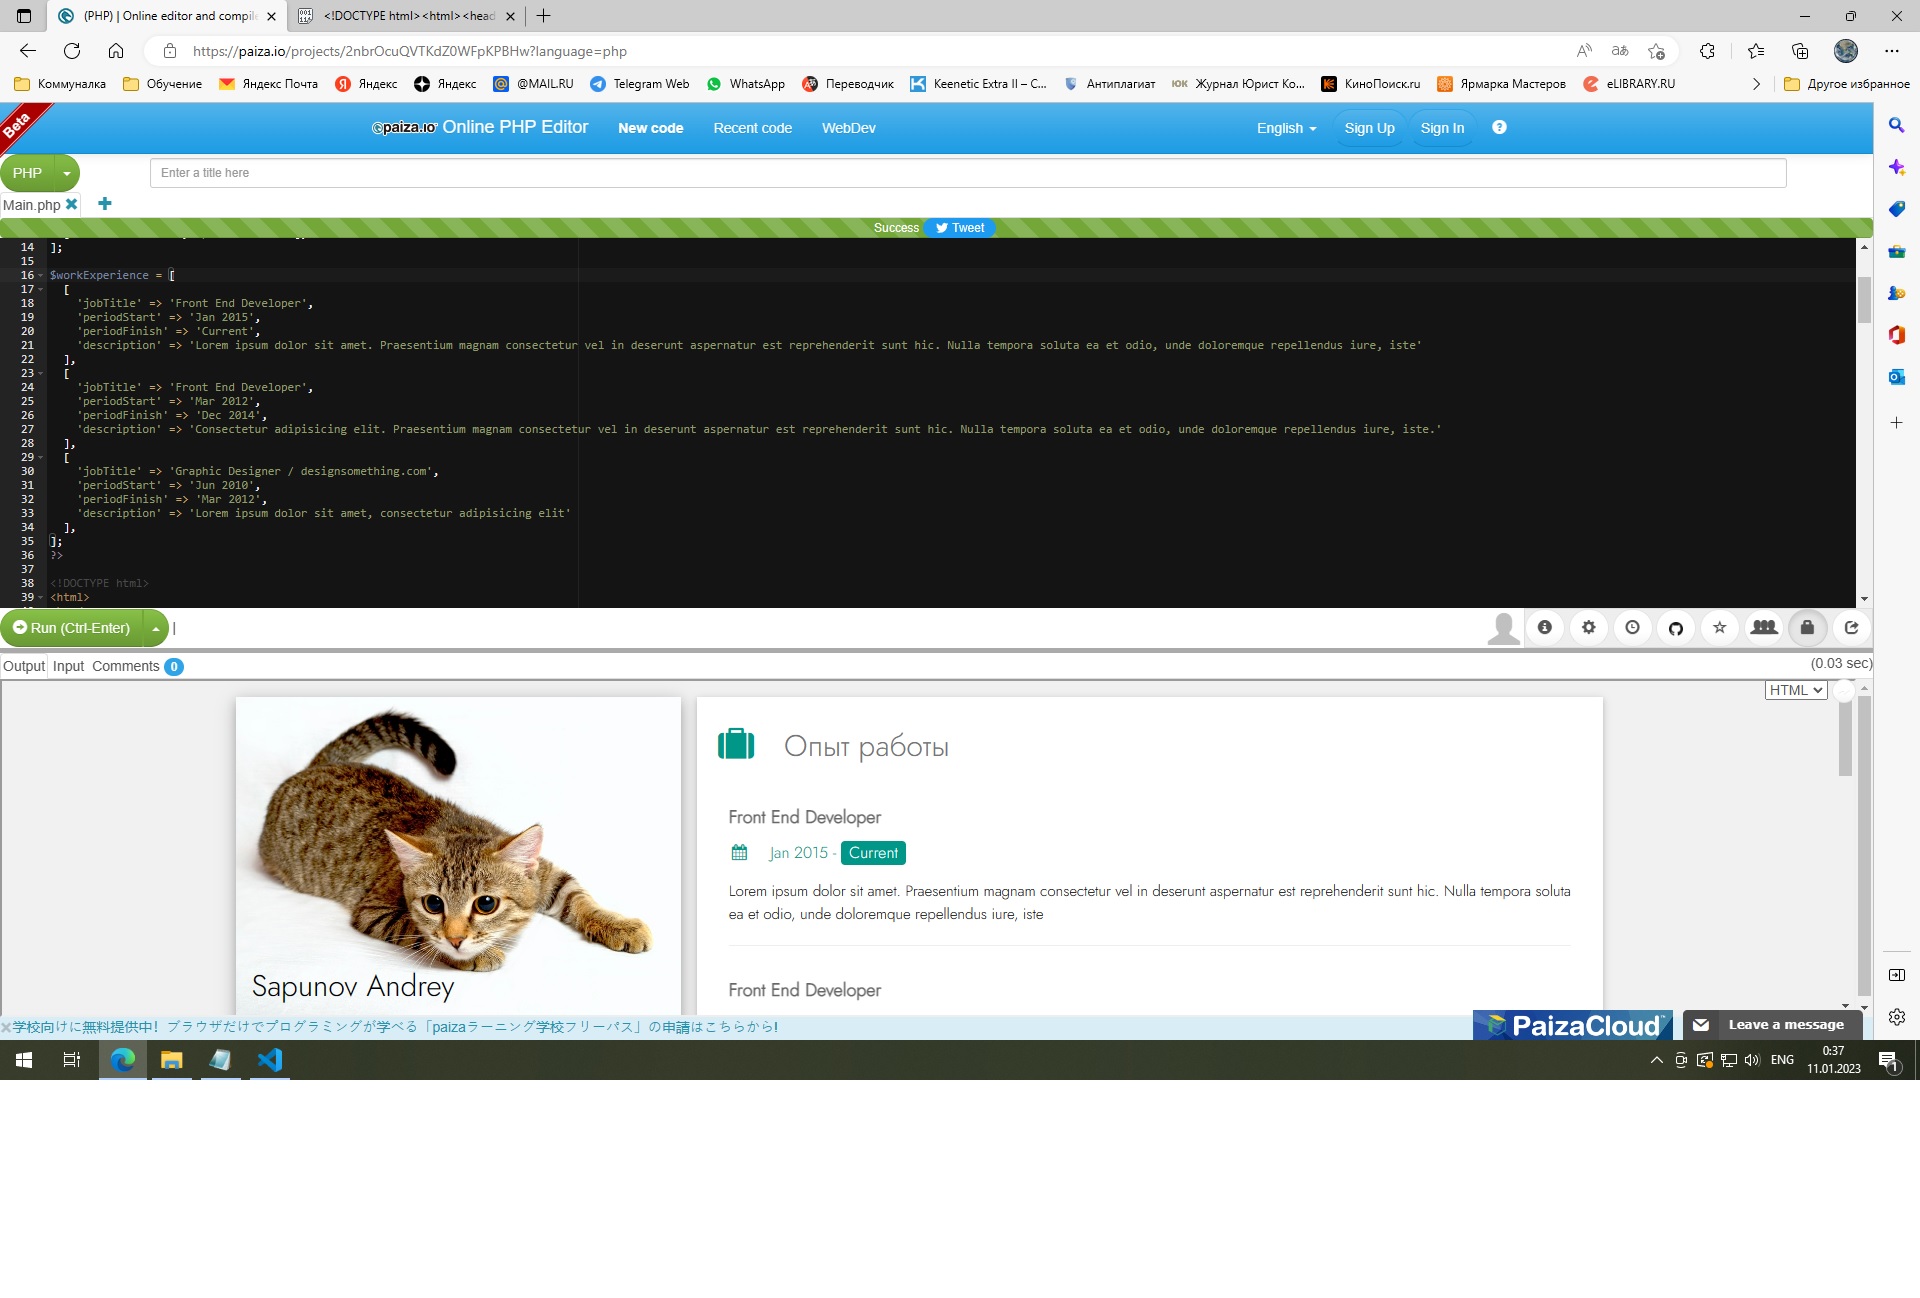 (PHP) | Online editor and compile
<!DOCTYPE html><html><head
https://paiza.io/projects/2nbrOcuQVTKdZ0WFpKPBHw?language=php
Коммуналка Обучение Яндекс Почта Яндекс Яндекс @MAIL.RU Telegram Web WhatsApp Переводчик Keenetic Extra II – C... Антиплагиат Журнал Юрист Ко... КиноПоиск.ru Ярмарка Мастеров eLIBRARY.RU Другое избранное
Beta
paiza.io Online PHP Editor New code Recent code WebDev English Sign Up Sign In
PHP Enter a title here
Main.php
Success Tweet
14 ];
15
16 $workExperience = [
17 [
18 'jobTitle' => 'Front End Developer',
19 'periodStart' => 'Jan 2015',
20 'periodFinish' => 'Current',
21 'description' => 'Lorem ipsum dolor sit amet. Praesentium magnam consectetur vel in deserunt aspernatur est reprehenderit sunt hic. Nulla tempora soluta ea et odio, unde doloremque repellendus iure, iste'
22 ],
23 [
24 'jobTitle' => 'Front End Developer',
25 'periodStart' => 'Mar 2012',
26 'periodFinish' => 'Dec 2014',
27 'description' => 'Consectetur adipisicing elit. Praesentium magnam consectetur vel in deserunt aspernatur est reprehenderit sunt hic. Nulla tempora soluta ea et odio, unde doloremque repellendus iure, iste.'
28 ],
29 [
30 'jobTitle' => 'Graphic Designer / designsomething.com',
31 'periodStart' => 'Jun 2010',
32 'periodFinish' => 'Mar 2012',
33 'description' => 'Lorem ipsum dolor sit amet, consectetur adipisicing elit'
34 ],
35 ];
36 ?>
37
38 <!DOCTYPE html>
39 <html>
Run (Ctrl-Enter) |
Output Input Comments 0 (0.03 sec)
HTML
Опыт работы
Front End Developer
Jan 2015 - Current
Lorem ipsum dolor sit amet. Praesentium magnam consectetur vel in deserunt aspernatur est reprehenderit sunt hic. Nulla tempora soluta
ea et odio, unde doloremque repellendus iure, iste
Sapunov Andrey
Front End Developer
学校向けに無料提供中! ブラウザだけでプログラミングが学べる「paizaラーニング学校フリーパス」の申請はこちらから!
PaizaCloud Leave a message
ENG 0:37
11.01.2023
1